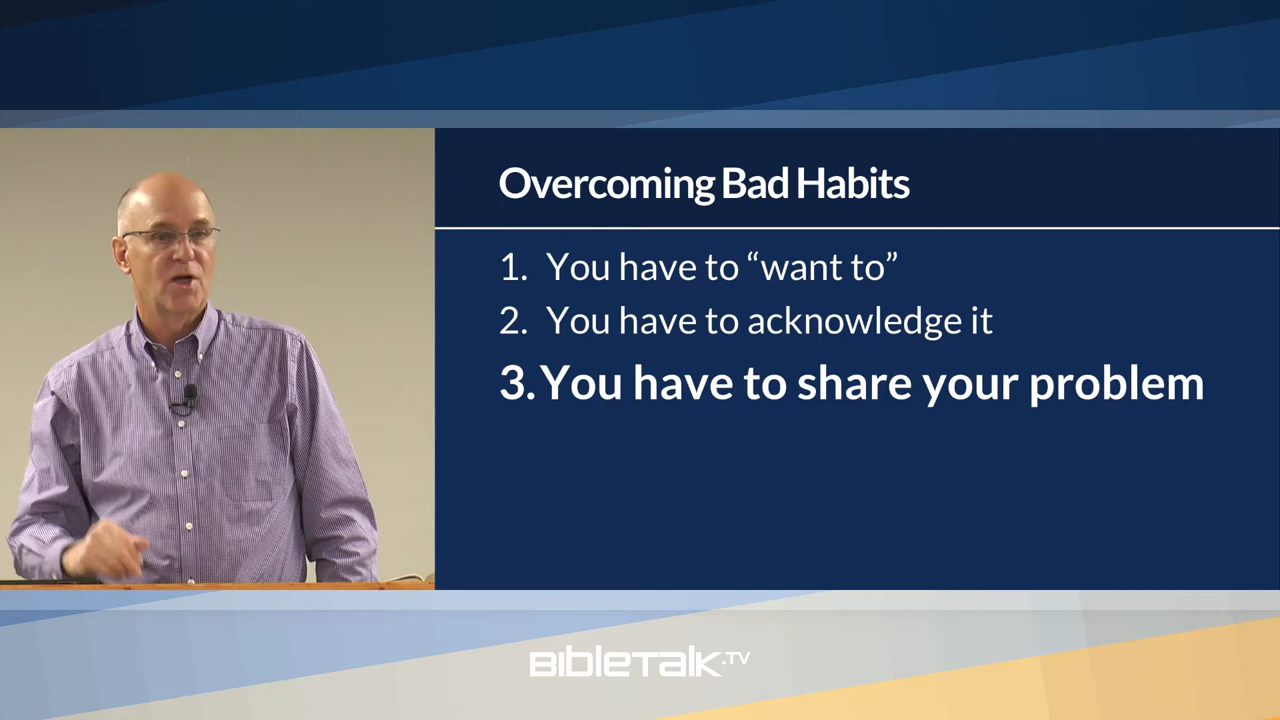 Overcoming Bad Habits
1. You have to “want to”
2. You have to acknowledge it
3. You have to share your problem
BibleTalk.TV